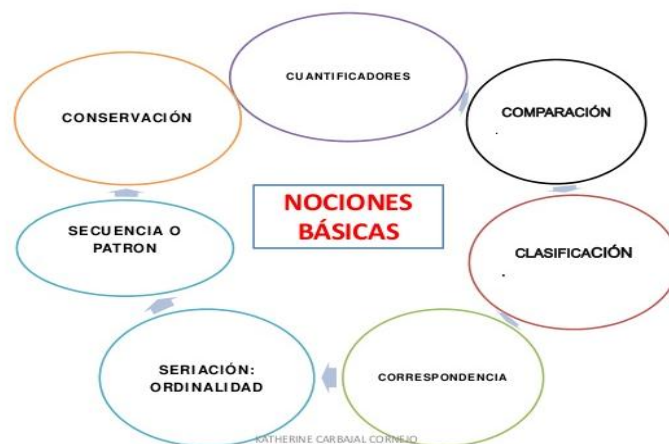 CUANTIFICADORES
COMPARACIÓN
.
CLASIFICACIÓN
.
CORRESPONDENCIA
SERIACIÓN:
ORDINALIDAD
SECUENCIA O
PATRON
CONSERVACIÓN
NOCIONES
BÁSICAS
KATHERINE CARBAJAL CORNEJO